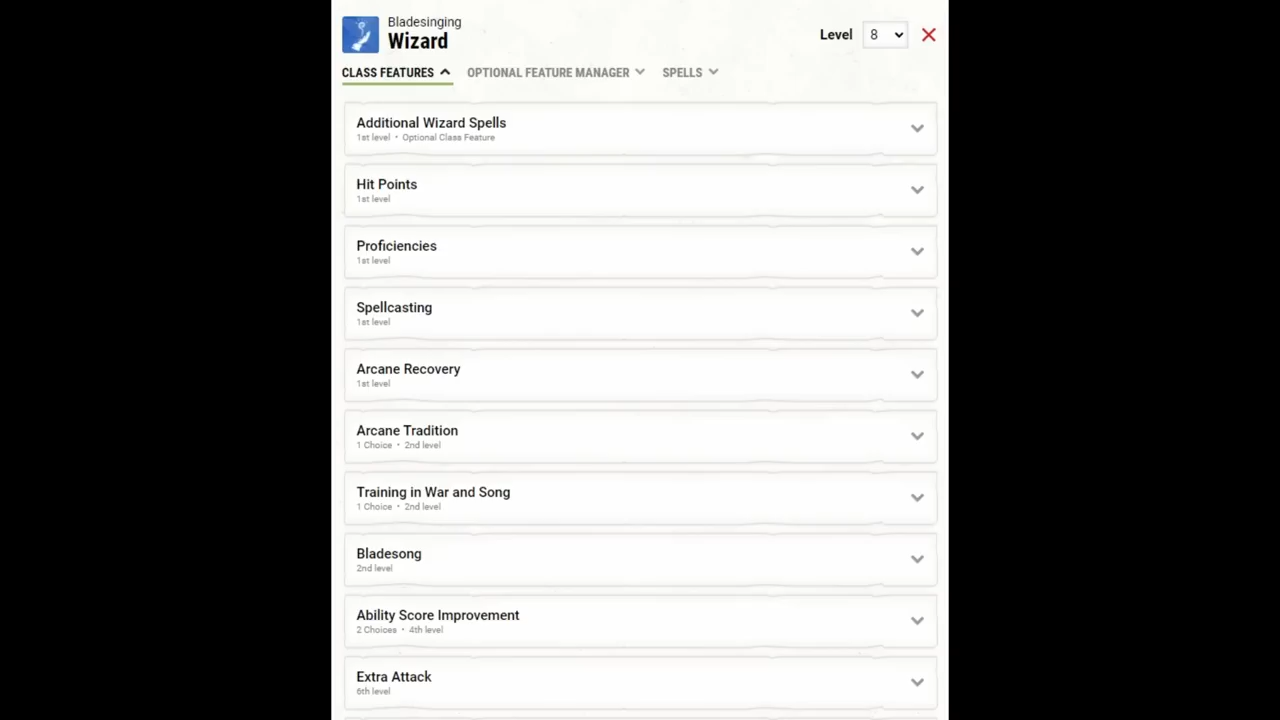 Bladesinging
Wizard
Level 8
CLASS FEATURES OPTIONAL FEATURE MANAGER SPELLS
Additional Wizard Spells
1st level • Optional Class Feature
Hit Points
1st level
Proficiencies
1st level
Spellcasting
1st level
Arcane Recovery
1st level
Arcane Tradition
1 Choice • 2nd level
Training in War and Song
1 Choice • 2nd level
Bladesong
2nd level
Ability Score Improvement
2 Choices • 4th level
Extra Attack
6th level